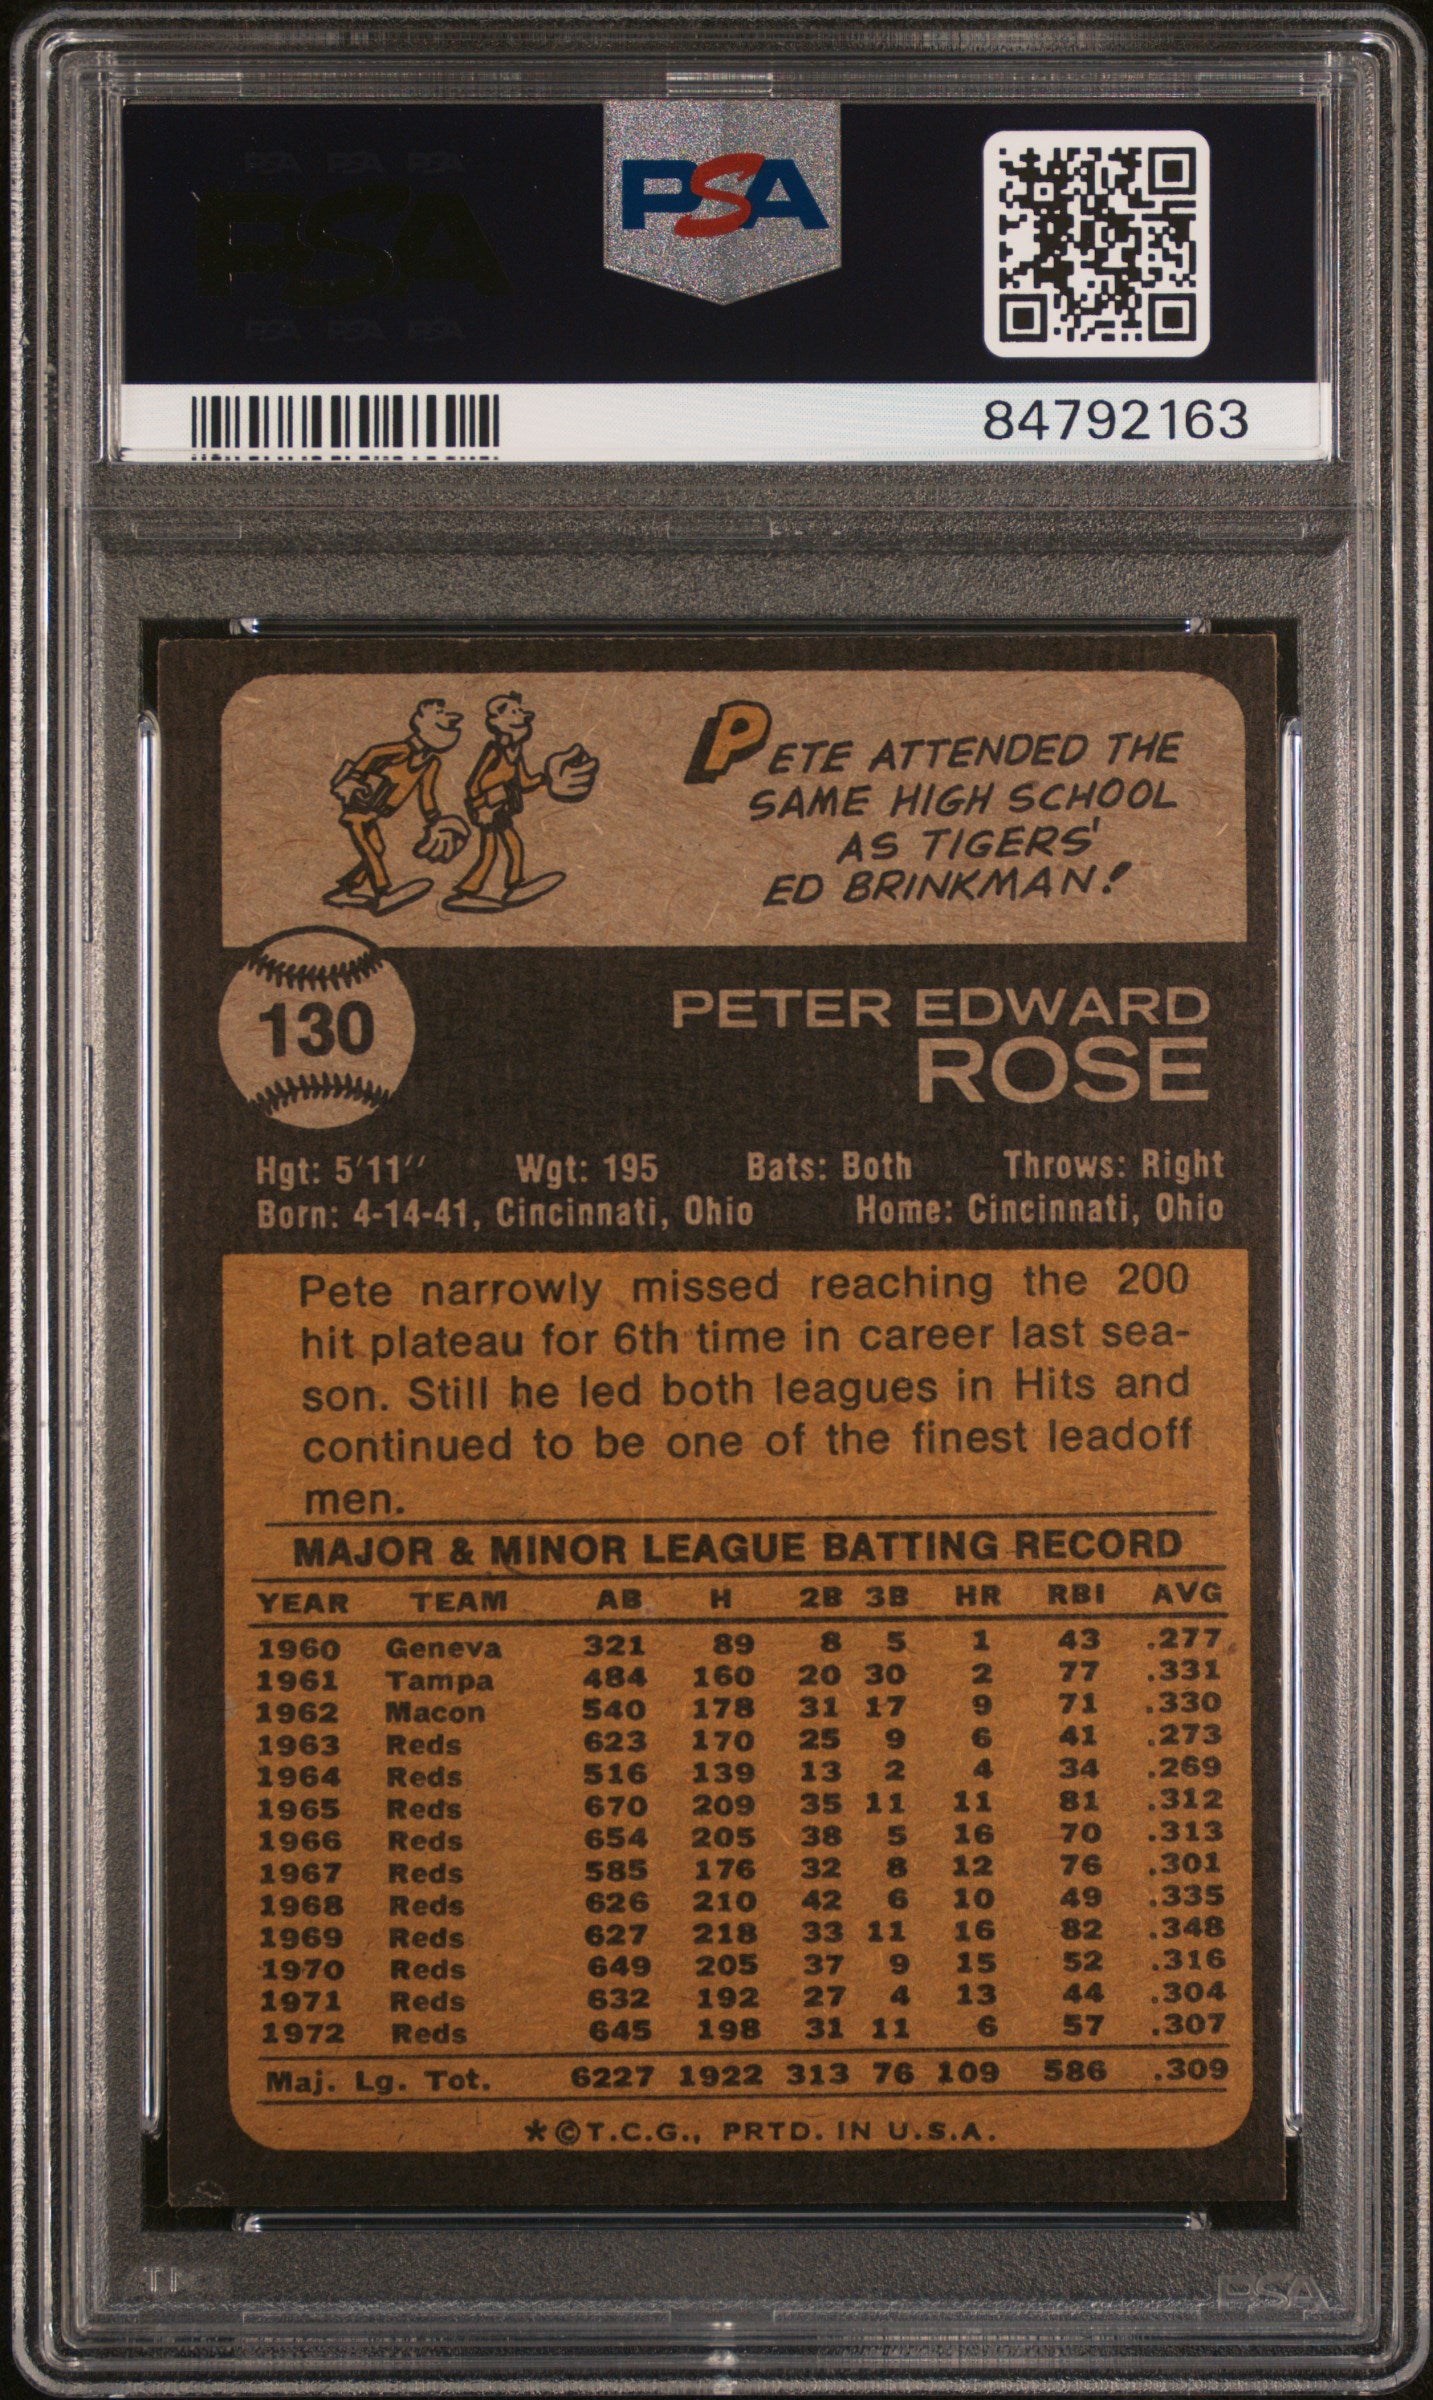 PSA PSA PSA
PSA
PSA PSA PSA
PSA
84792163
PETE ATTENDED THE
SAME HIGH SCHOOL
AS TIGERS'
ED BRINKMAN!
130
PETER EDWARD
ROSE
Hgt: 5'11" Wgt: 195 Bats: Both Throws: Right
Born: 4-14-41, Cincinnati, Ohio Home: Cincinnati, Ohio
Pete narrowly missed reaching the 200
hit plateau for 6th time in career last sea-
son. Still he led both leagues in Hits and
continued to be one of the finest leadoff
men.
MAJOR & MINOR LEAGUE BATTING RECORD
YEAR TEAM AB H 2B 3B HR RBI AVG
1960 Geneva 321 89 8 5 1 43 .277
1961 Tampa 484 160 20 30 2 77 .331
1962 Macon 540 178 31 17 9 71 .330
1963 Reds 623 170 25 9 6 41 .273
1964 Reds 516 139 13 2 4 34 .269
1965 Reds 670 209 35 11 11 81 .312
1966 Reds 654 205 38 5 16 70 .313
1967 Reds 585 176 32 8 12 76 .301
1968 Reds 626 210 42 6 10 49 .335
1969 Reds 627 218 33 11 16 82 .348
1970 Reds 649 205 37 9 15 52 .316
1971 Reds 632 192 27 4 13 44 .304
1972 Reds 645 198 31 11 6 57 .307
Maj. Lg. Tot. 6227 1922 313 76 109 586 .309
*©T.C.G., PRTD. IN U.S.A.
PSA